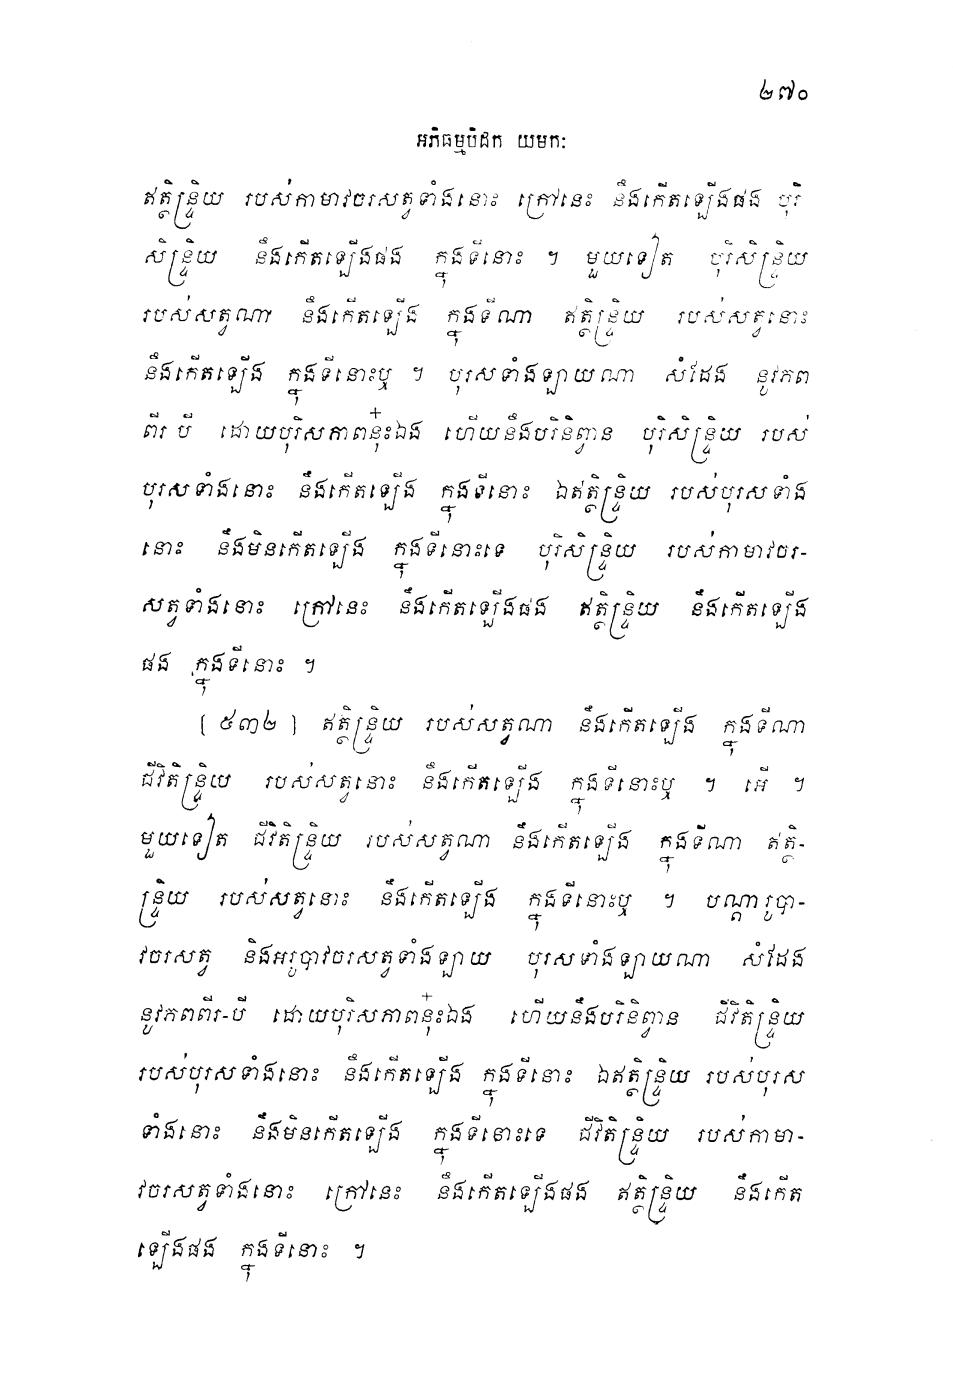 ២៧០
អភិធម្មបិដក យមកៈ
ឥត្ថិន្ទ្រិយ របស់កាមាវចរសត្វទាំងនោះ ក្រៅនេះ នឹងកើតឡើងផង បុរិ
សិន្ទ្រិយ នឹងកើតឡើងផង ក្នុងទីនោះ ។ មួយទៀត បុរិសិន្ទ្រិយ
របស់សត្វណា នឹងកើតឡើង ក្នុងទីណា ឥត្ថិន្ទ្រិយ របស់សត្វនោះ
នឹងកើតឡើង ក្នុងទីនោះឬ ។ បុរសទាំងឡាយណា សំដែង នូវភព
ពីរ បី ដោយបុរិសភាពនុ៎ះឯង ហើយនឹងបរិនិព្វាន បុរិសិន្ទ្រិយ របស់
បុរសទាំងនោះ នឹងកើតឡើង ក្នុងទីនោះ ឯឥត្ថិន្ទ្រិយ របស់បុរសទាំង
នោះ នឹងមិនកើតឡើង ក្នុងទីនោះទេ បុរិសិន្ទ្រិយ របស់កាមាវចរ-
សត្វទាំងនោះ ក្រៅនេះ នឹងកើតឡើងផង ឥត្ថិន្ទ្រិយ នឹងកើតឡើង
ផង ក្នុងទីនោះ ។
[ ៥៣២ ] ឥត្ថិន្ទ្រិយ របស់សត្វណា នឹងកើតឡើង ក្នុងទីណា
ជីវិតិន្ទ្រិយ របស់សត្វនោះ នឹងកើតឡើង ក្នុងទីនោះឬ ។ អើ ។
មួយទៀត ជីវិតិន្ទ្រិយ របស់សត្វណា នឹងកើតឡើង ក្នុងទីណា ឥត្ថិ-
ន្ទ្រិយ របស់សត្វនោះ នឹងកើតឡើង ក្នុងទីនោះឬ ។ បណ្តារូបា-
វចរសត្វ និងអរូបាវចរសត្វទាំងឡាយ បុរសទាំងឡាយណា សំដែង
នូវភពពីរ-បី ដោយបុរិសភាពនុ៎ះឯង ហើយនឹងបរិនិព្វាន ជីវិតិន្ទ្រិយ
របស់បុរសទាំងនោះ នឹងកើតឡើង ក្នុងទីនោះ ឯឥត្ថិន្ទ្រិយ របស់បុរស
ទាំងនោះ នឹងមិនកើតឡើង ក្នុងទីនោះទេ ជីវិតិន្ទ្រិយ របស់កាមា-
វចរសត្វទាំងនោះ ក្រៅនេះ នឹងកើតឡើងផង ឥត្ថិន្ទ្រិយ នឹងកើត
ឡើងផង ក្នុងទីនោះ ។